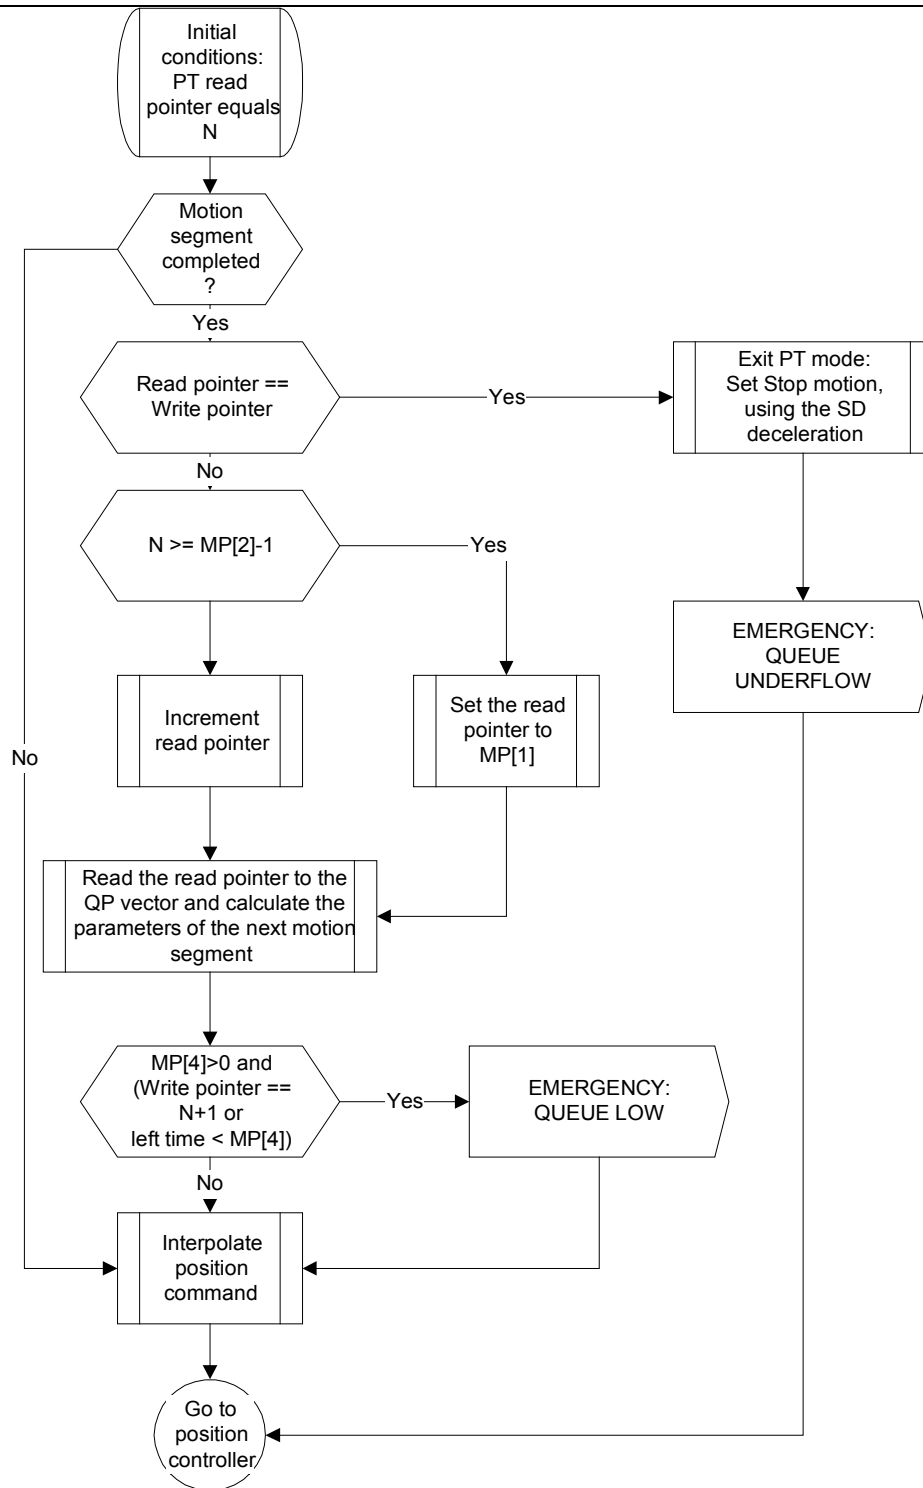 Initial
conditions:
PT read
pointer equals
N
Motion
segment
completed
?
Yes
Read pointer ==
Write pointer
Yes
Exit PT mode:
Set Stop motion,
using the SD
deceleration
No
N >= MP[2]-1
Yes
EMERGENCY:
QUEUE
UNDERFLOW
Increment
read pointer
Set the read
pointer to
MP[1]
No
Read the read pointer to the
QP vector and calculate the
parameters of the next motion
segment
MP[4]>0 and
(Write pointer ==
N+1 or
left time < MP[4])
Yes
EMERGENCY:
QUEUE LOW
No
Interpolate
position
command
Go to
position
controller